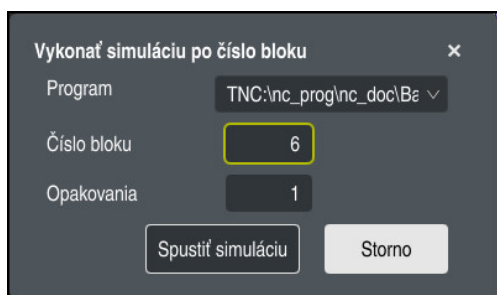 Vykonať simuláciu po číslo bloku ×
Program TNC:\nc_prog\nc_doc\Ba
Číslo bloku 6
Opakovania 1
Spustiť simuláciu Storno